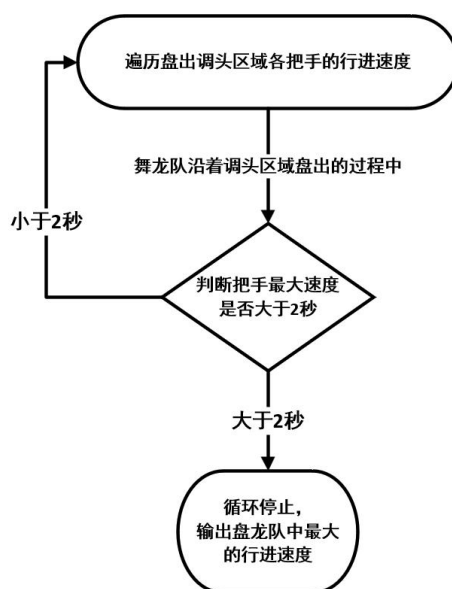 遍历盘出调头区域各把手的行进速度
舞龙队沿着调头区域盘出的过程中
小于2秒
判断把手最大速度
是否大于2秒
大于2秒
循环停止，
输出盘龙队中最大
的行进速度